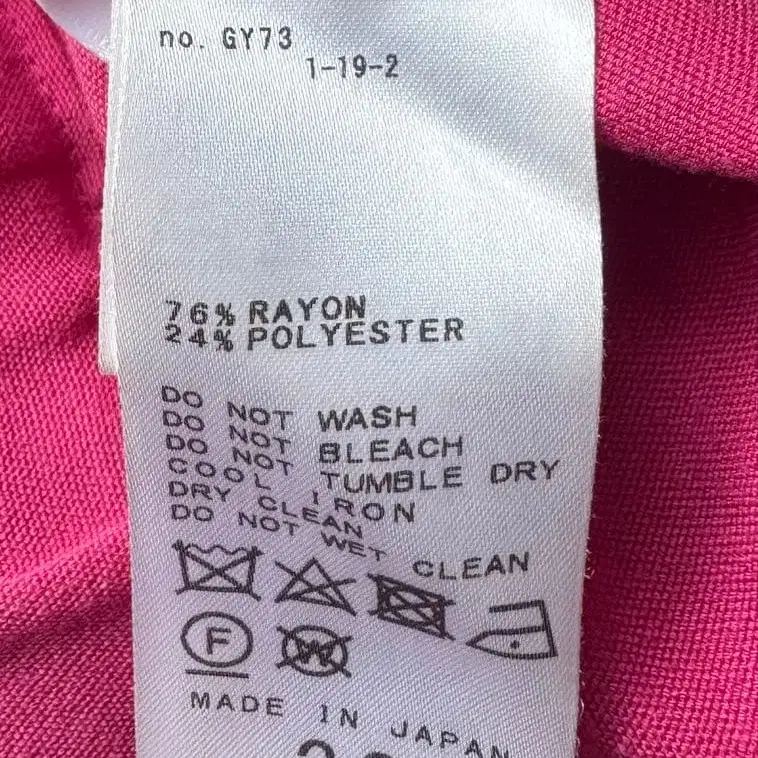 no. GY73
1-19-2
76% RAYON
24% POLYESTER
DO NOT WASH
DO NOT BLEACH
DO NOT TUMBLE DRY
COOL IRON
DRY CLEAN
DO NOT WET CLEAN
F
W
MADE IN JAPAN